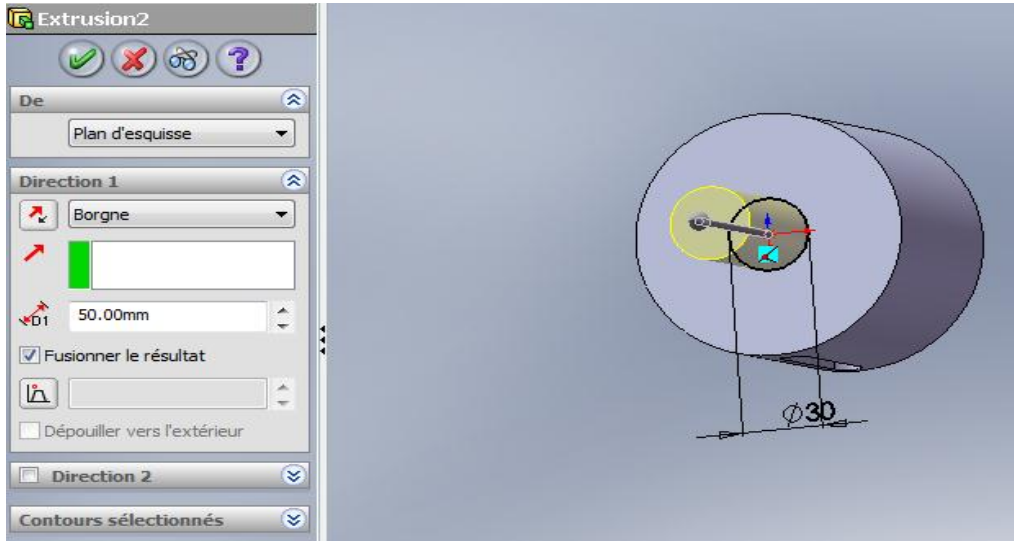 Extrusion2
?
De
Plan d'esquisse
Direction 1
Borgne
D1
50.00mm
Fusionner le résultat
Dépouiller vers l'extérieur
Direction 2
Contours sélectionnés
∅30